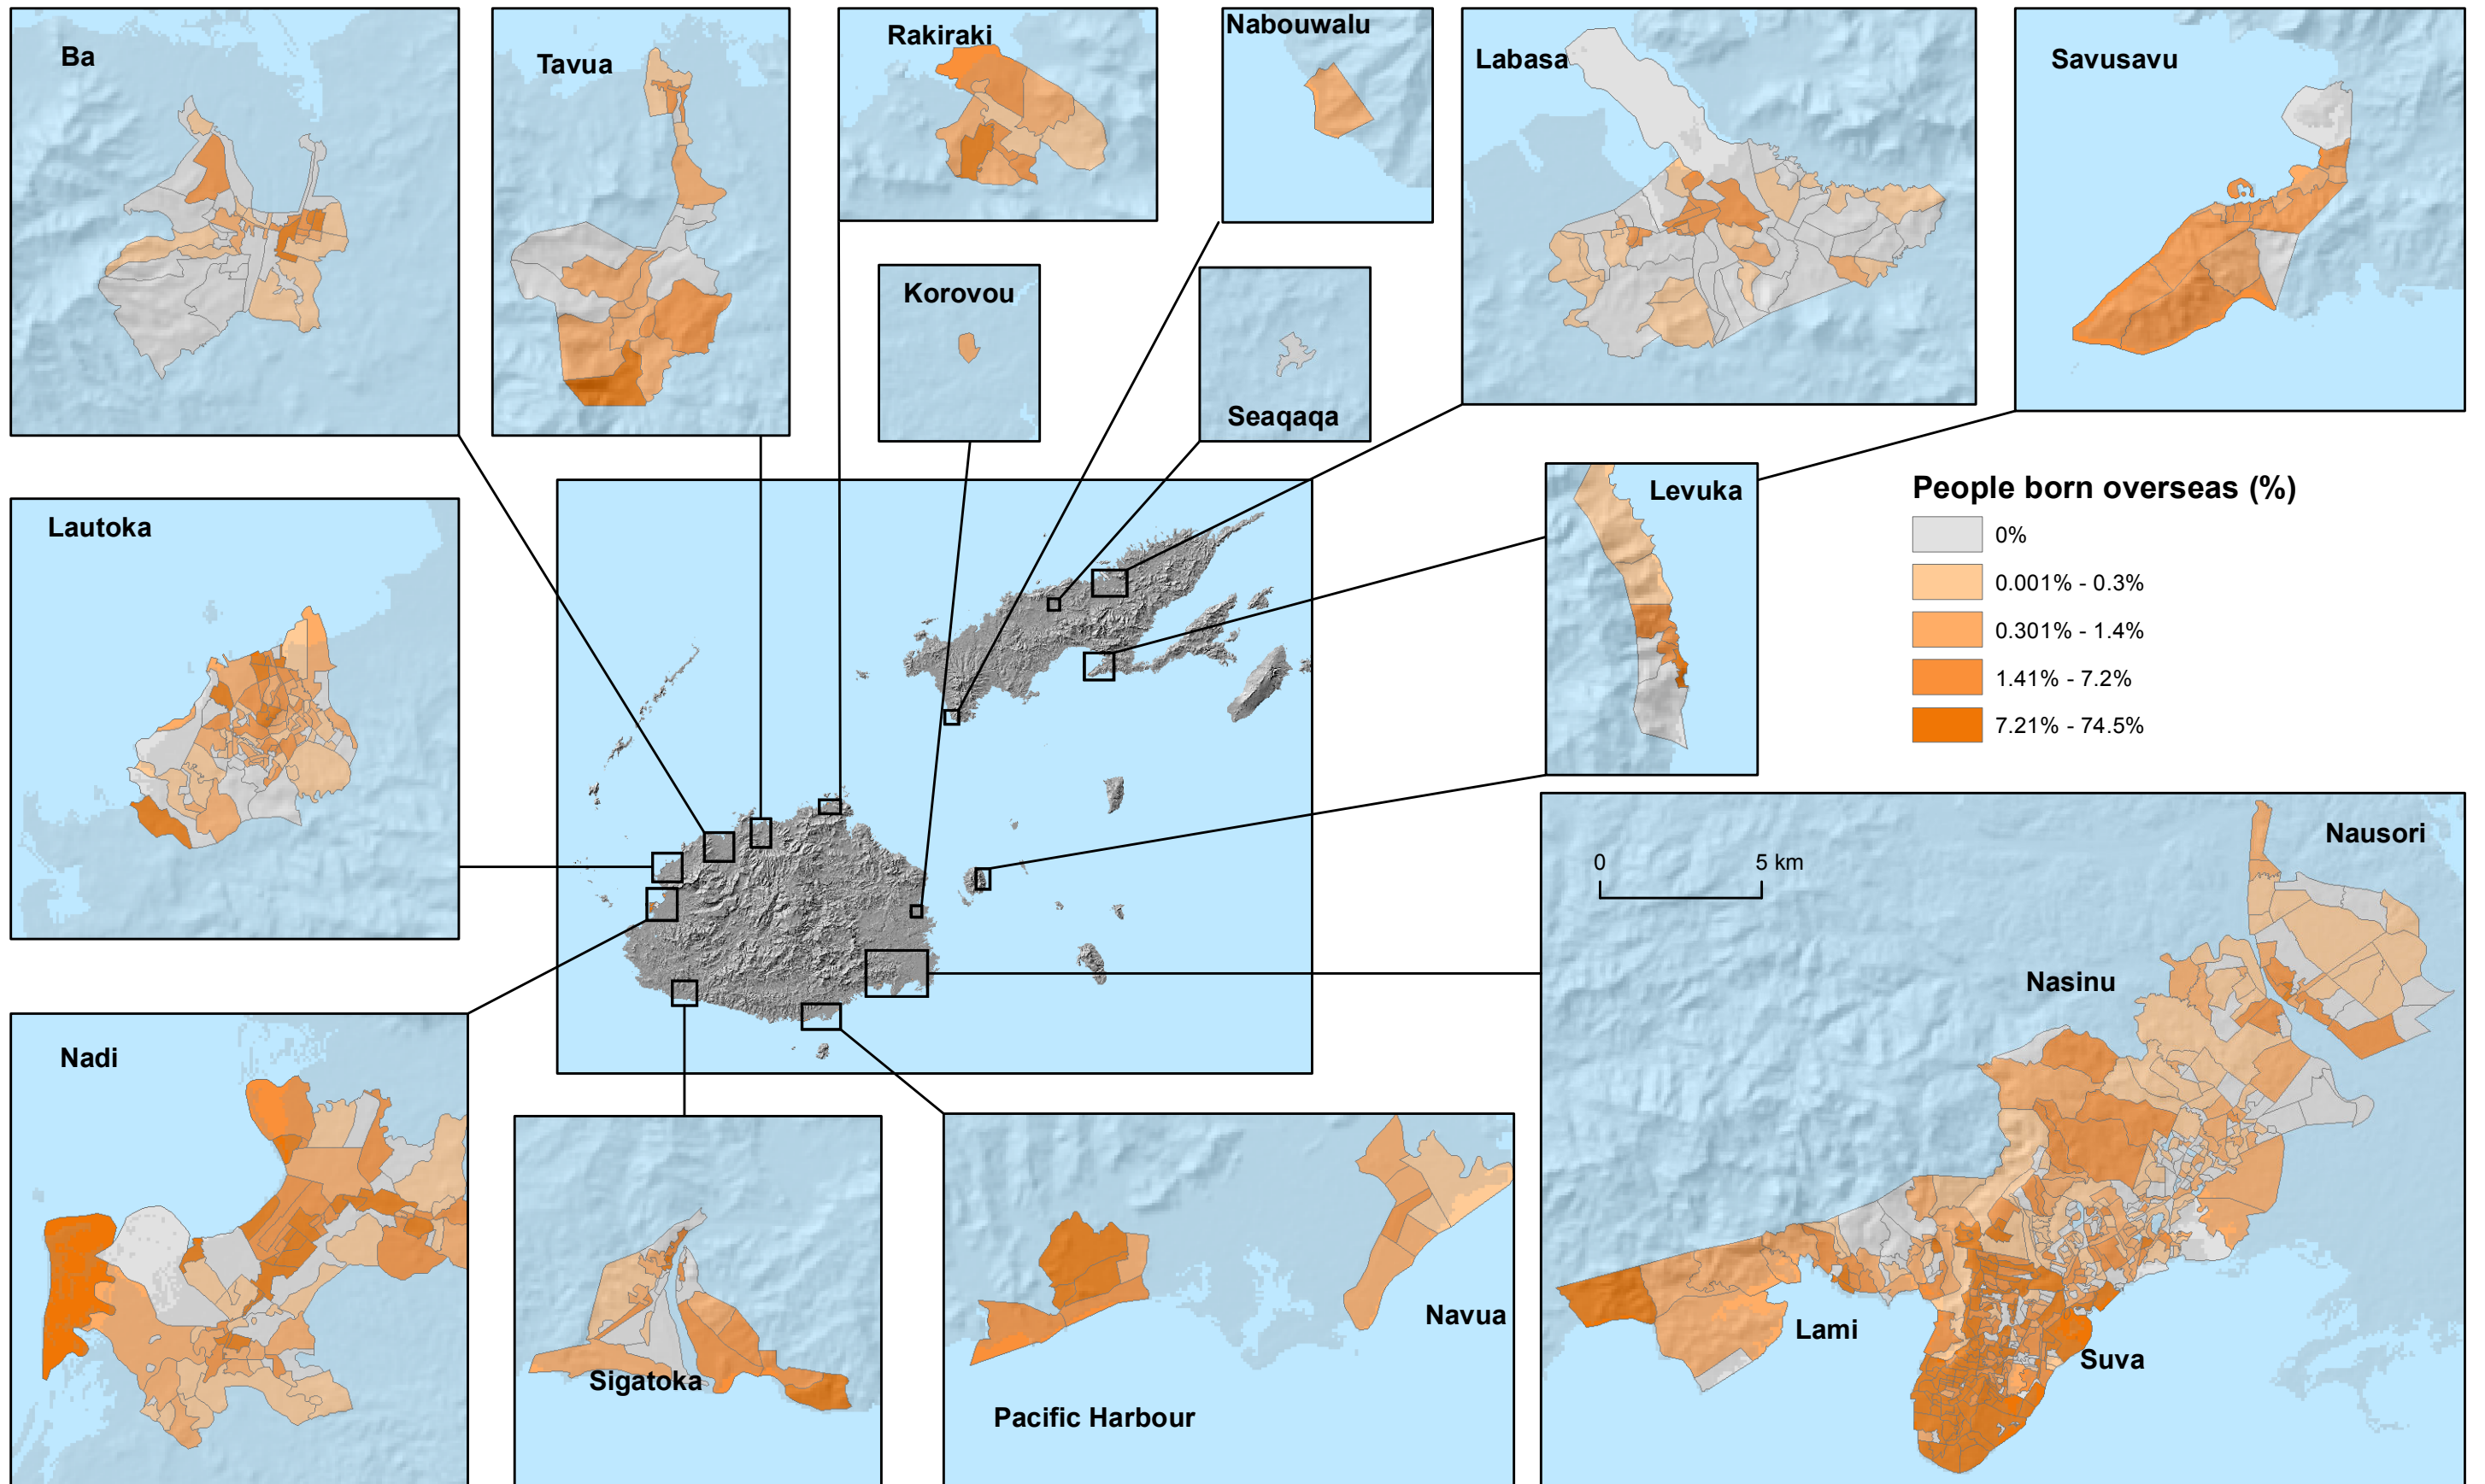 Ba
Tavua
Rakiraki
Nabouwalu
Labasa
Savusavu
Korovou
Seaqaqa
Levuka
People born overseas (%)
0%
0.001% - 0.3%
0.301% - 1.4%
1.41% - 7.2%
7.21% - 74.5%
Lautoka
Nausori
0 5 km
Nasinu
Nadi
Navua
Lami
Suva
Sigatoka
Pacific Harbour